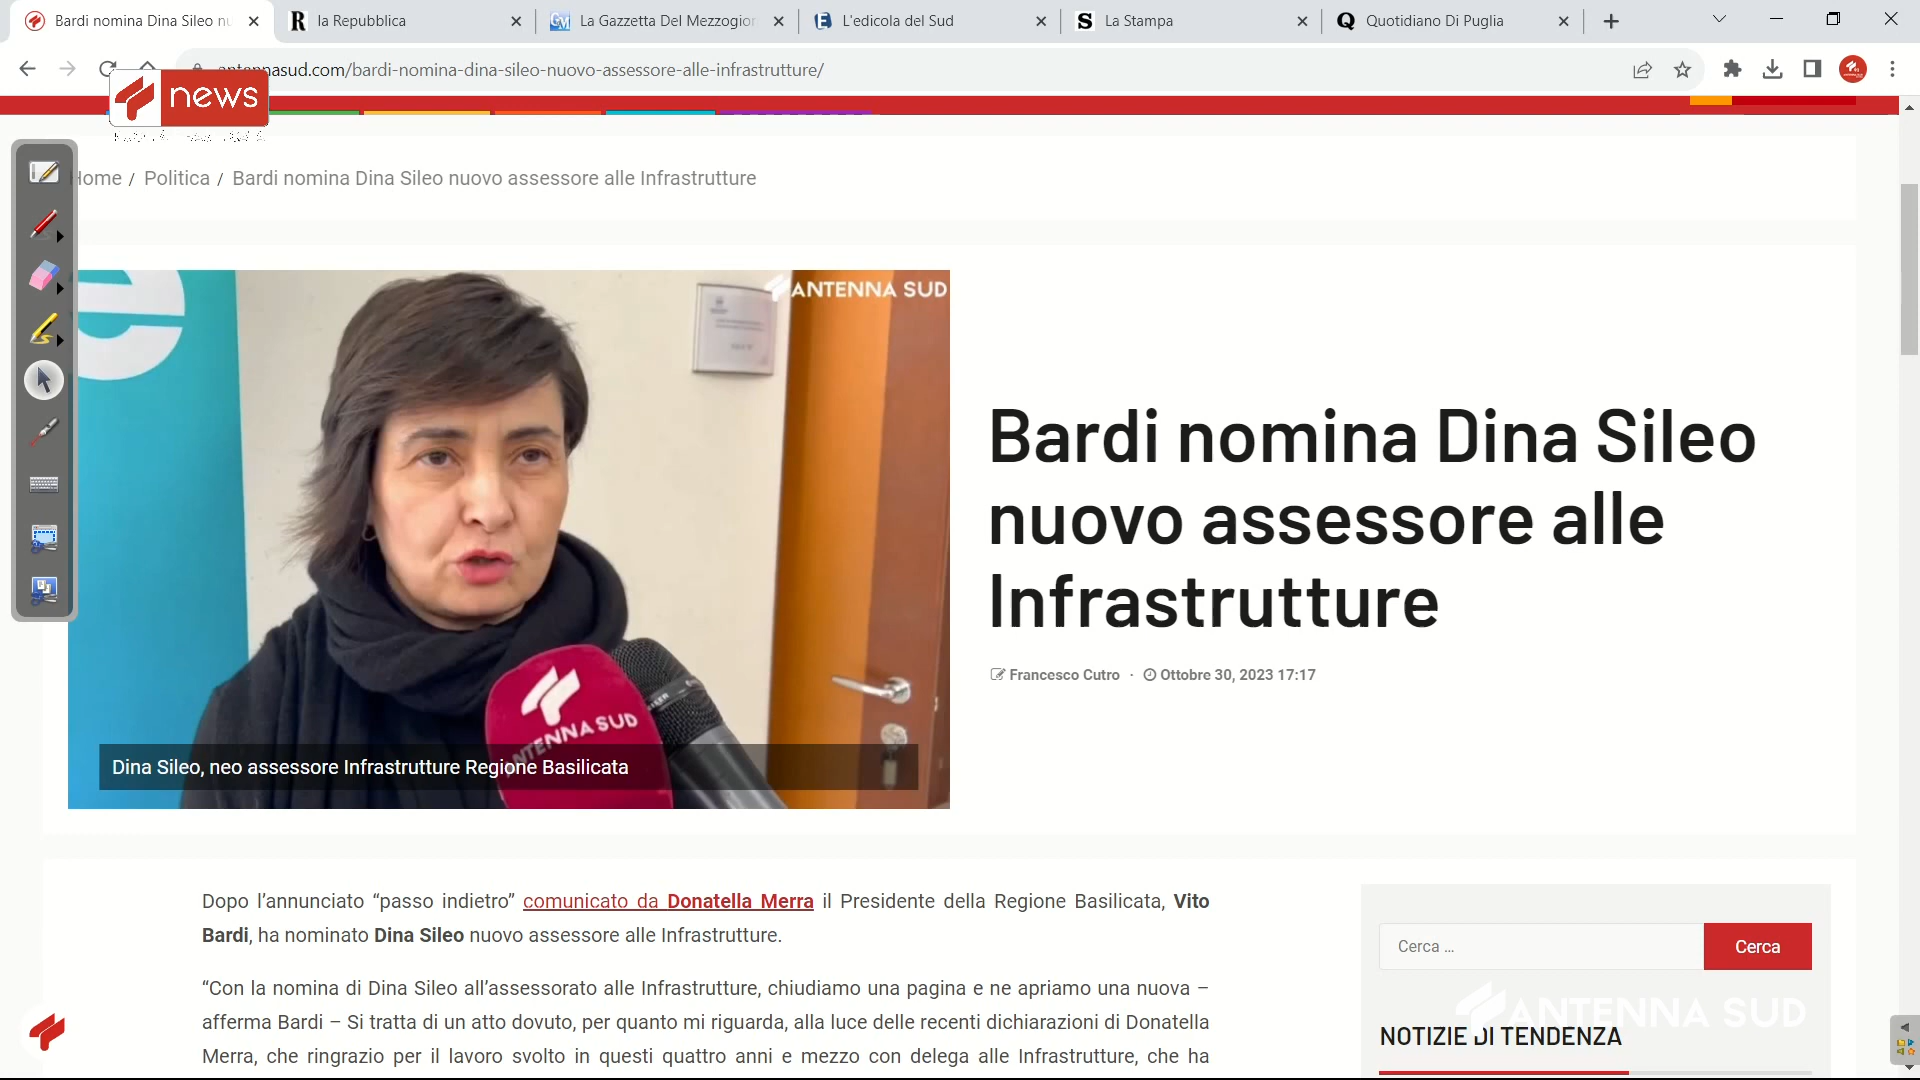 Bardi nomina Dina Sileo nu
la Repubblica
La Gazzetta Del Mezzogior
L'edicola del Sud
La Stampa
Quotidiano Di Puglia
antennasud.com/bardi-nomina-dina-sileo-nuovo-assessore-alle-infrastrutture/
news
Home / Politica / Bardi nomina Dina Sileo nuovo assessore alle Infrastrutture
ANTENNA SUD
Bardi nomina Dina Sileo
nuovo assessore alle
Infrastrutture
Francesco Cutro · Ottobre 30, 2023 17:17
ANTENNA SUD
Dina Sileo, neo assessore Infrastrutture Regione Basilicata
Dopo l’annunciato “passo indietro” comunicato da Donatella Merra il Presidente della Regione Basilicata, Vito
Bardi, ha nominato Dina Sileo nuovo assessore alle Infrastrutture.
“Con la nomina di Dina Sileo all’assessorato alle Infrastrutture, chiudiamo una pagina e ne apriamo una nuova –
afferma Bardi – Si tratta di un atto dovuto, per quanto mi riguarda, alla luce delle recenti dichiarazioni di Donatella
Merra, che ringrazio per il lavoro svolto in questi quattro anni e mezzo con delega alle Infrastrutture, che ha
Cerca …
Cerca
ANTENNA SUD
NOTIZIE DI TENDENZA